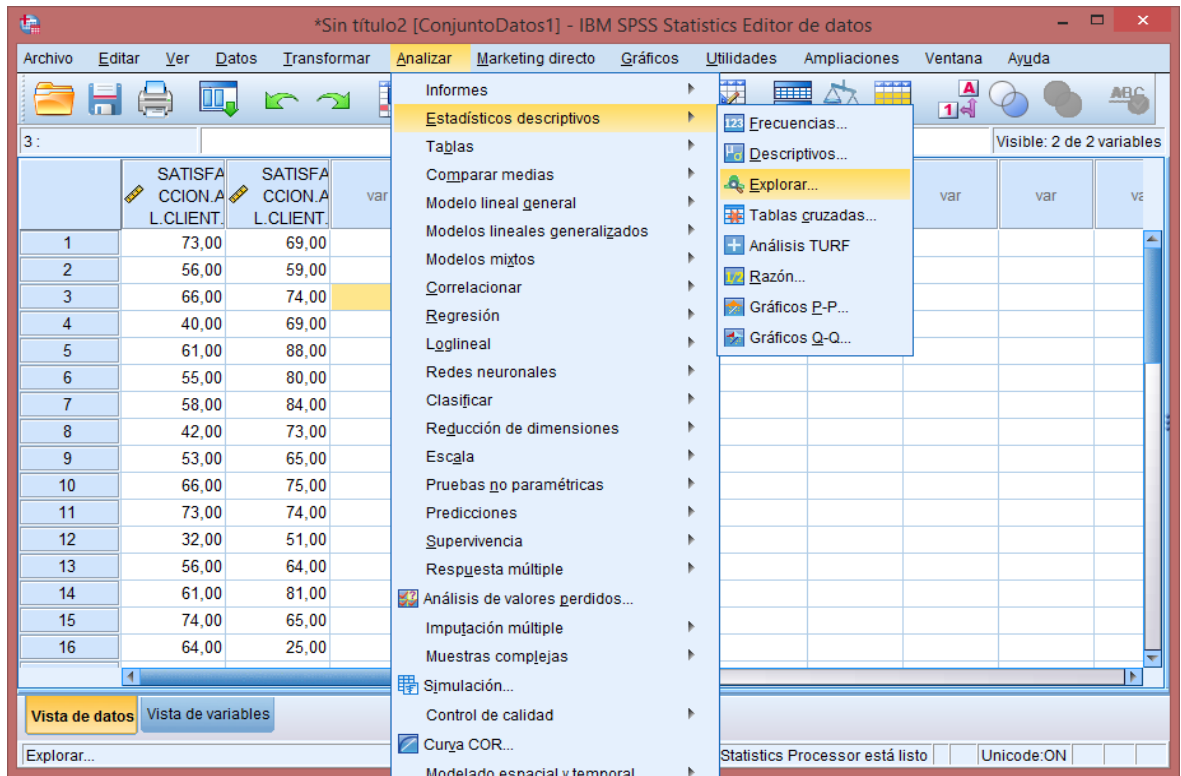 *Sin título2 [ConjuntoDatos1] - IBM SPSS Statistics Editor de datos
Archivo Editar Ver Datos Transformar Analizar Marketing directo Gráficos Utilidades Ampliaciones Ventana Ayuda
3 :
Visible: 2 de 2 variables
SATISFA
CCION.A
L.CLIENT.
SATISFA
CCION.A
L.CLIENT.
var
var
var
1 73,00 69,00
2 56,00 59,00
3 66,00 74,00
4 40,00 69,00
5 61,00 88,00
6 55,00 80,00
7 58,00 84,00
8 42,00 73,00
9 53,00 65,00
10 66,00 75,00
11 73,00 74,00
12 32,00 51,00
13 56,00 64,00
14 61,00 81,00
15 74,00 65,00
16 64,00 25,00
Informes
Estadísticos descriptivos
Tablas
Comparar medias
Modelo lineal general
Modelos lineales generalizados
Modelos mixtos
Correlacionar
Regresión
Loglineal
Redes neuronales
Clasificar
Reducción de dimensiones
Escala
Pruebas no paramétricas
Predicciones
Supervivencia
Respuesta múltiple
Análisis de valores perdidos...
Imputación múltiple
Muestras complejas
Simulación...
Control de calidad
Curva COR...
Modelado espacial y temporal
Frecuencias...
Descriptivos...
Explorar...
Tablas cruzadas...
Análisis TURF
Razón...
Gráficos P-P...
Gráficos Q-Q...
Vista de datos Vista de variables
Explorar... Statistics Processor está listo Unicode:ON